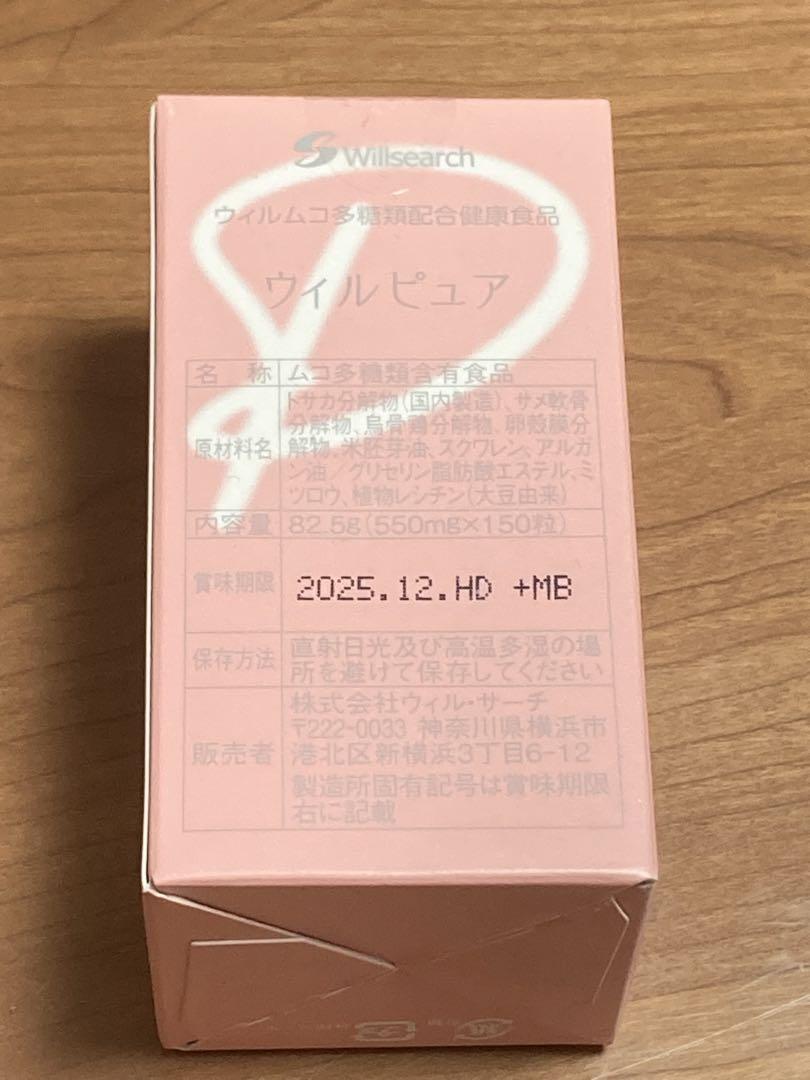 Willsearch
ウィルムコ多糖類配合健康食品
ウィルピュア
名　称 ムコ多糖類含有食品
原材料名 トサカ分解物(国内製造)、サメ軟骨
分解物、烏骨鶏分解物、卵殻膜分
解物、米胚芽油、スクワレン、アルガ
ン油／グリセリン脂肪酸エステル、ミ
ツロウ、植物レシチン(大豆由来)
内容量 82.5g(550mg×150粒)
賞味期限 2025.12.HD +MB
保存方法 直射日光及び高温多湿の場
所を避けて保存してください
販売者 株式会社ウィル・サーチ
〒222-0033 神奈川県横浜市
港北区新横浜3丁目6-12
製造所固有記号は賞味期限
右に記載